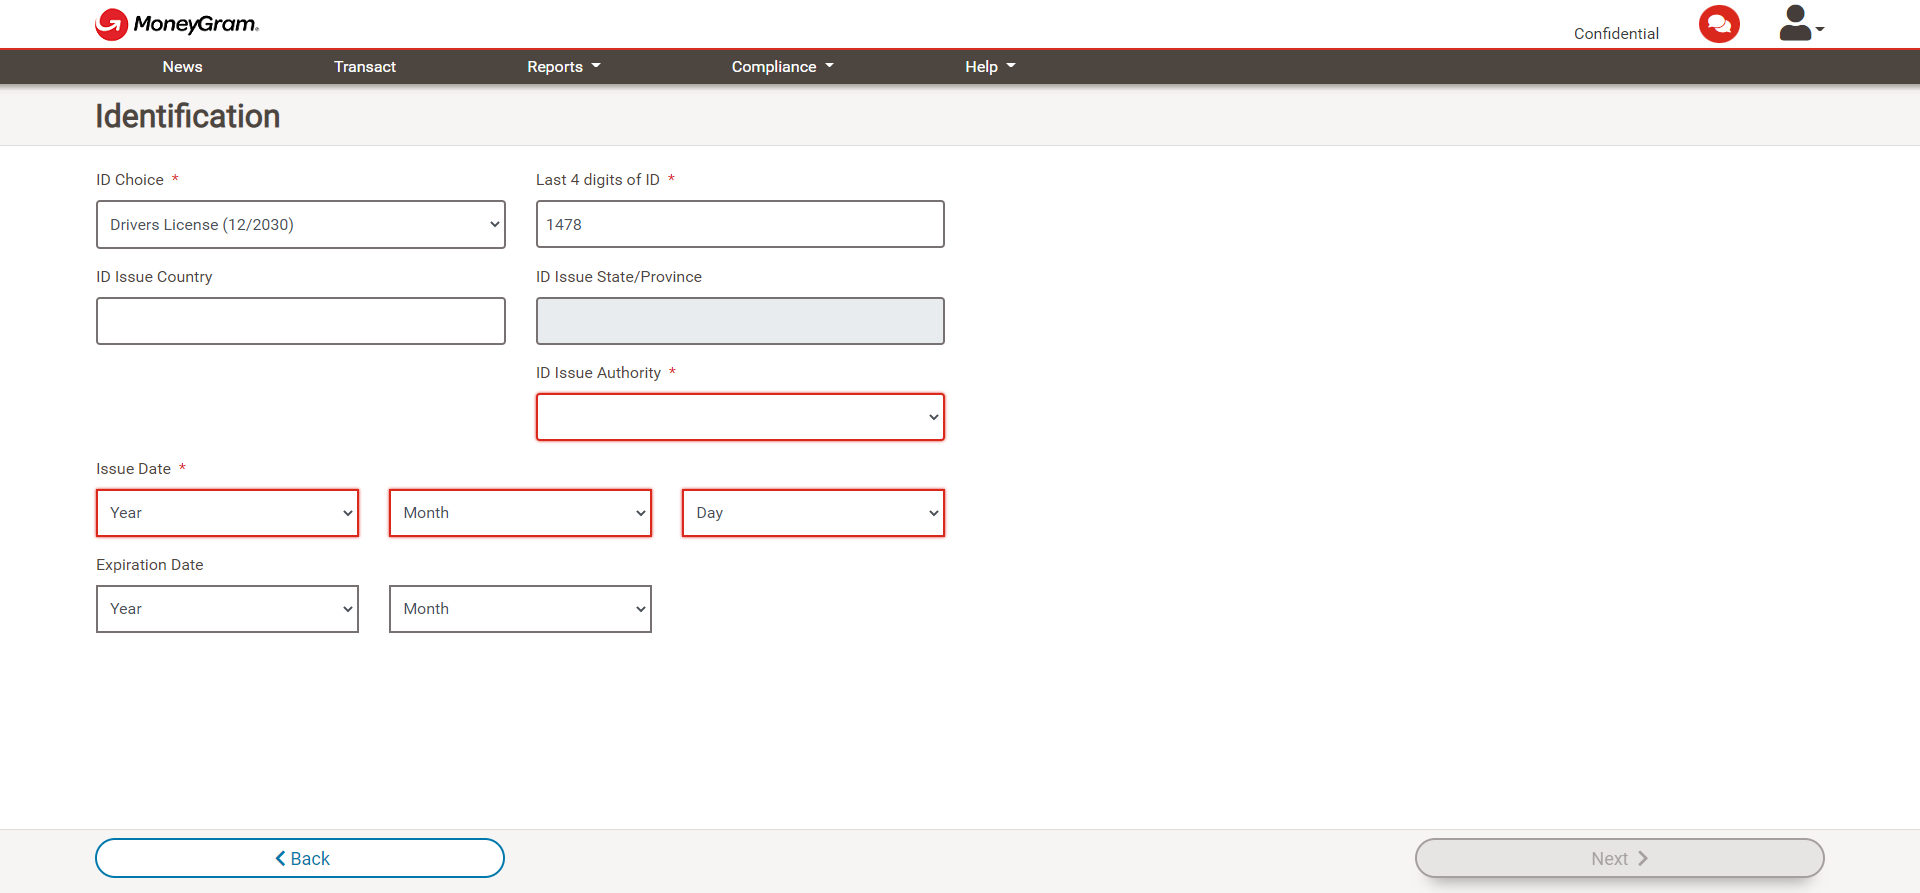 MoneyGram.
Confidential
News Transact Reports Compliance Help
Identification
ID Choice * Last 4 digits of ID *
Drivers License (12/2030) 1478
ID Issue Country ID Issue State/Province
ID Issue Authority *
Issue Date *
Year Month Day
Expiration Date
Year Month
Back Next